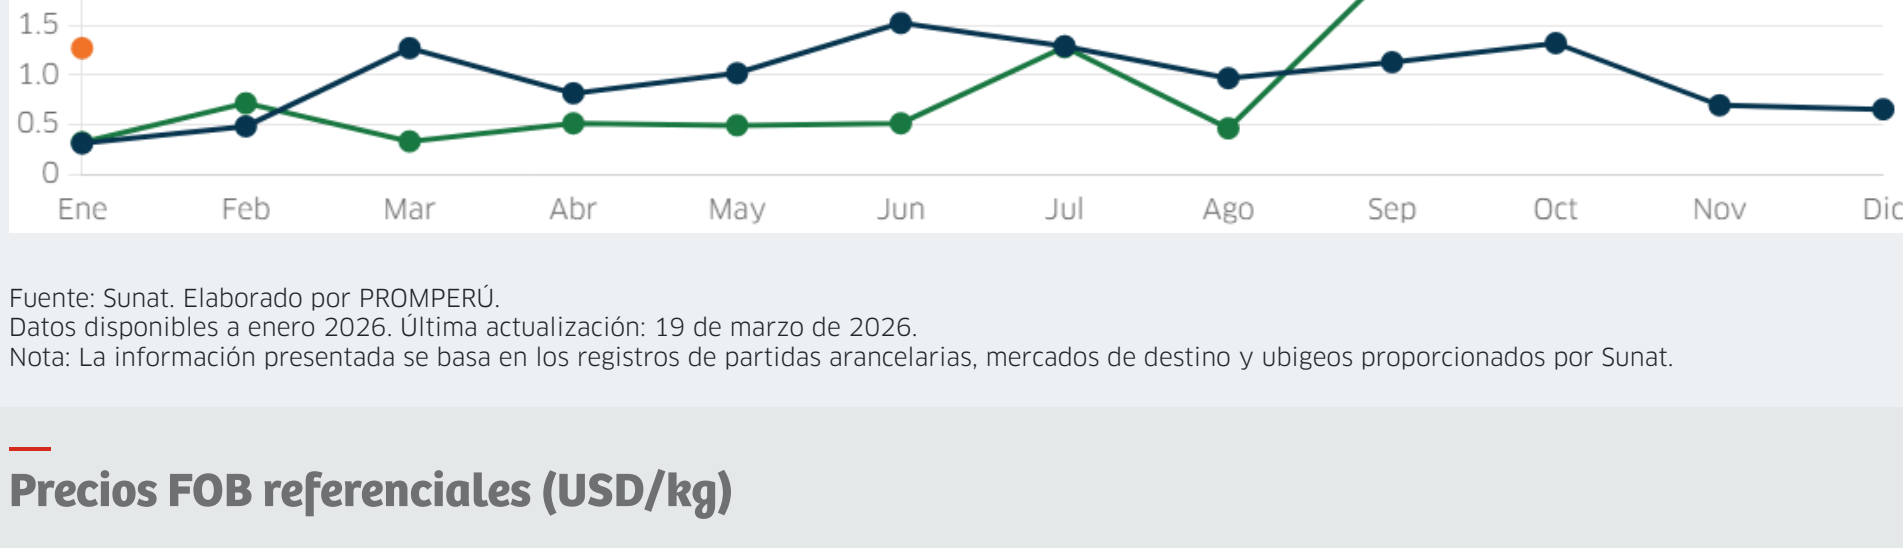 1.5
1.0
0.5
0
Ene Feb Mar Abr May Jun Jul Ago Sep Oct Nov Dic
Fuente: Sunat. Elaborado por PROMPERÚ.
Datos disponibles a enero 2026. Última actualización: 19 de marzo de 2026.
Nota: La información presentada se basa en los registros de partidas arancelarias, mercados de destino y ubigeos proporcionados por Sunat.
Precios FOB referenciales (USD/kg)